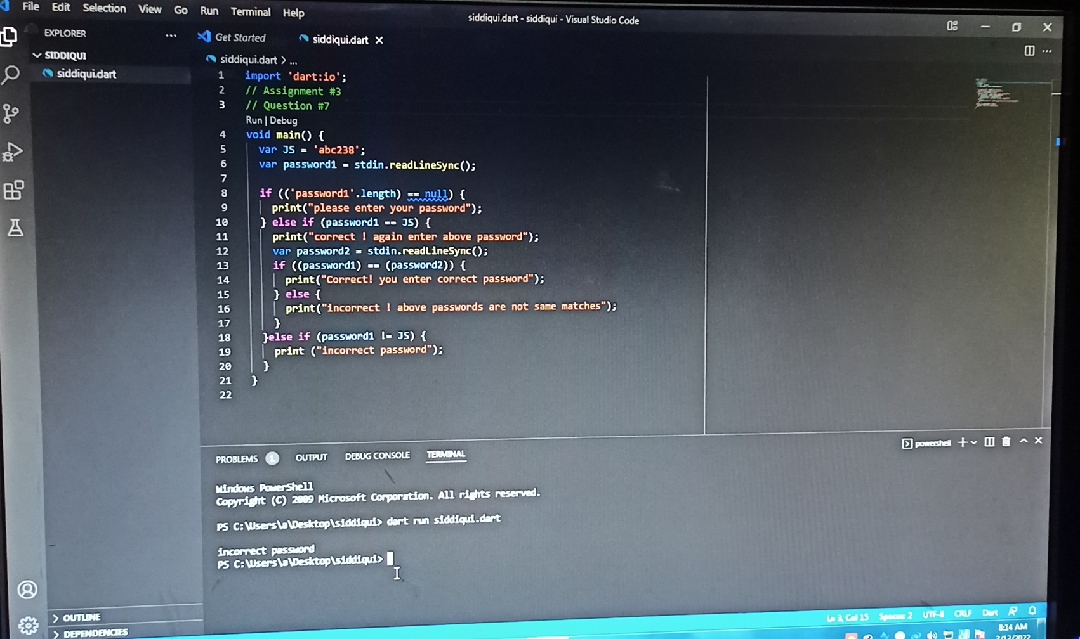 File Edit Selection View Go Run Terminal Help
siddiqui.dart - siddiqui - Visual Studio Code
EXPLORER
SIDDIQUI
siddiqui.dart
Get Started
siddiqui.dart
siddiqui.dart > ...
1 import 'dart:io';
2 // Assignment #3
3 // Question #7
Run | Debug
4 void main() {
5 var JS = 'abc238';
6 var password1 = stdin.readLineSync();
7
8 if (('password1'.length) == null) {
9 print("please enter your password");
10 } else if (password1 == JS) {
11 print("correct ! again enter above password");
12 var password2 = stdin.readLineSync();
13 if ((password1) == (password2)) {
14 print("Correct! you enter correct password");
15 } else {
16 print("incorrect ! above passwords are not same matches");
17 }
18 }else if (password1 != JS) {
19 print ("incorrect password");
20 }
21 }
22
PROBLEMS 1 OUTPUT DEBUG CONSOLE TERMINAL
powershell
Windows PowerShell
Copyright (C) 2009 Microsoft Corporation. All rights reserved.
PS C:\Users\a\Desktop\siddiqui> dart run siddiqui.dart
incorrect password
PS C:\Users\a\Desktop\siddiqui>
OUTLINE
DEPENDENCIES
Ln 3, Col 15 Spaces: 2 UTF-8 CRLF Dart
8:14 AM